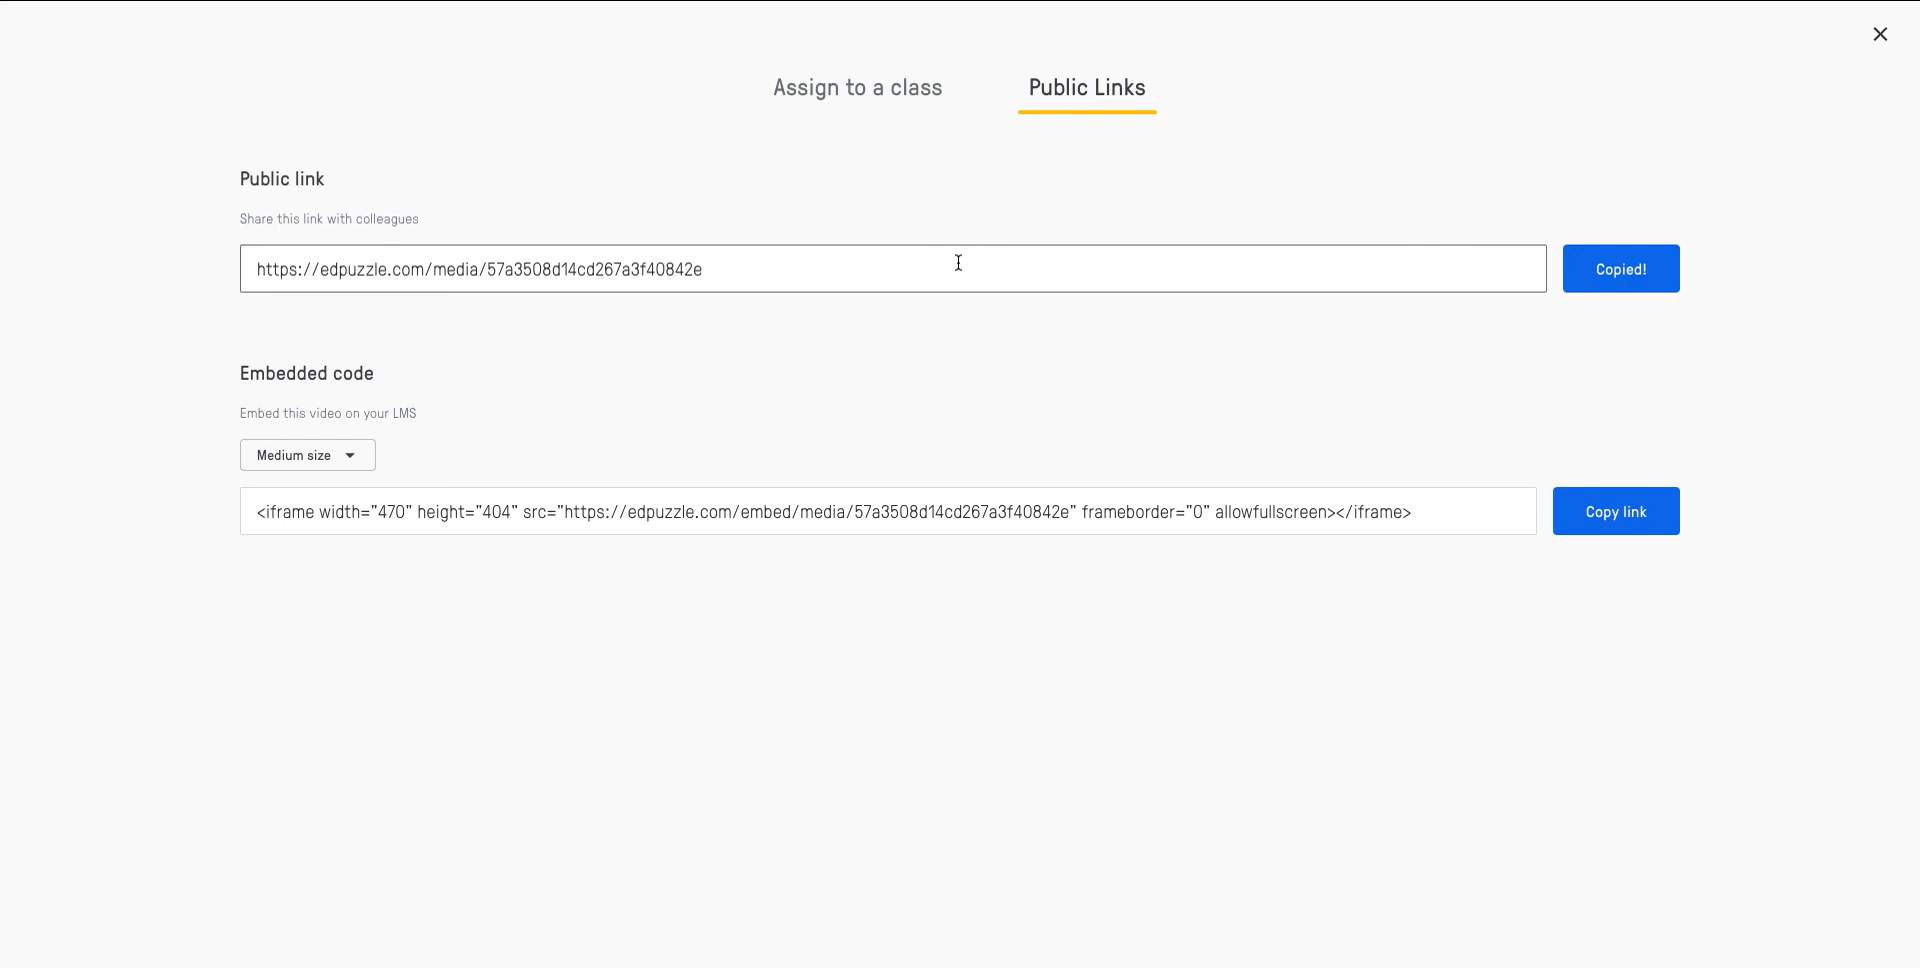 Assign to a class
Public Links
Public link
Share this link with colleagues
https://edpuzzle.com/media/57a3508d14cd267a3f40842e
Copied!
Embedded code
Embed this video on your LMS
Medium size
<iframe width="470" height="404" src="https://edpuzzle.com/embed/media/57a3508d14cd267a3f40842e" frameborder="0" allowfullscreen></iframe>
Copy link